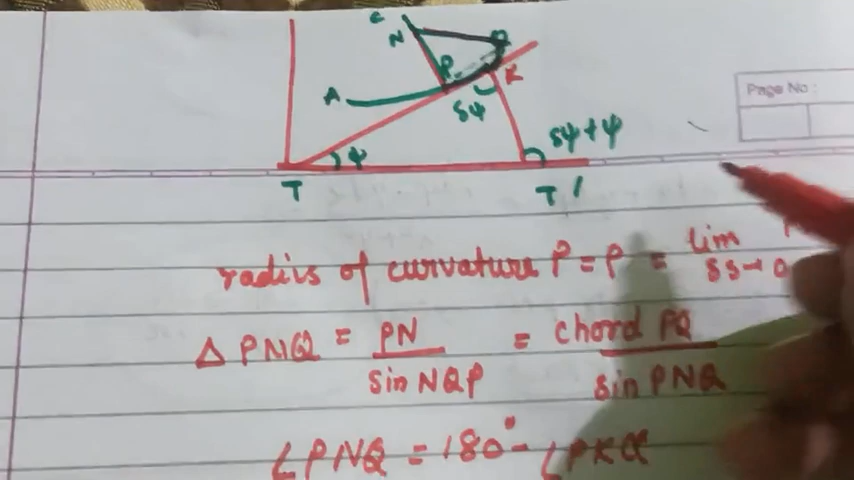 C
N
Q
P
K
A
δψ
δψ+ψ
ψ
T
T'
Page No :
radius of curvature P = ρ = lim
δs→0
Δ PNQ = PN = chord PQ
sin NQP sin PNQ
∠PNQ = 180° - ∠PKQ